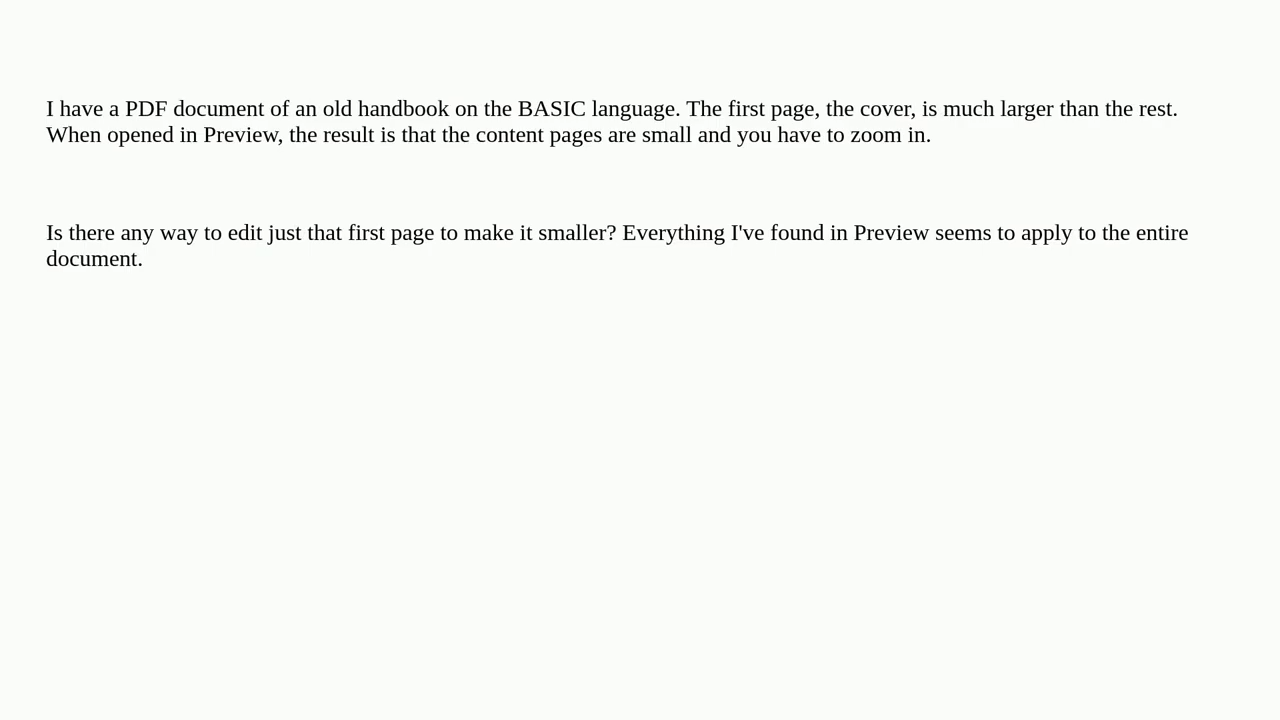 I have a PDF document of an old handbook on the BASIC language. The first page, the cover, is much larger than the rest.
When opened in Preview, the result is that the content pages are small and you have to zoom in.
Is there any way to edit just that first page to make it smaller? Everything I've found in Preview seems to apply to the entire
document.